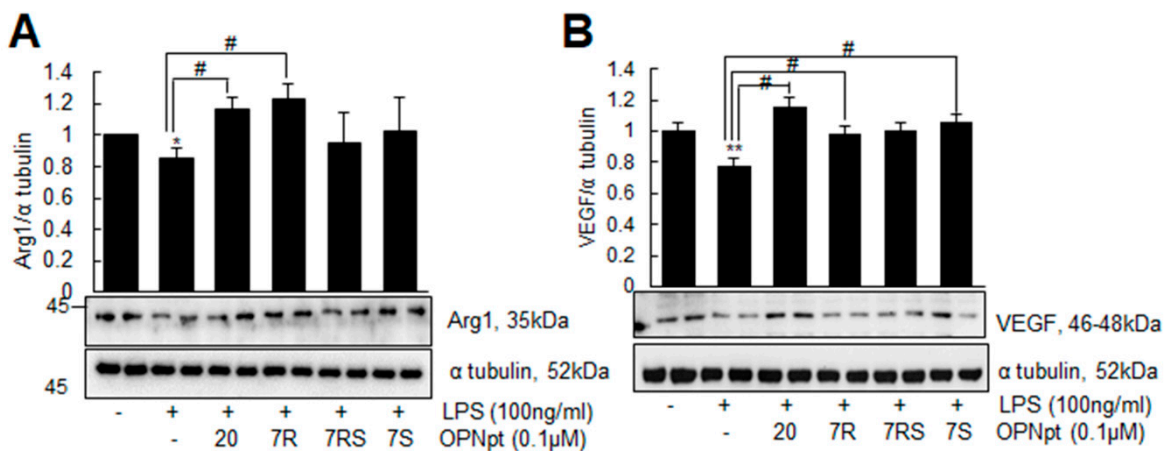 A
#
#
1.4
1.2
1
0.8
0.6
0.4
0.2
0
Arg1/α tubulin
*
45
Arg1, 35kDa
45
α tubulin, 52kDa
- + + + + + LPS (100ng/ml)
- 20 7R 7RS 7S OPNpt (0.1μM)
B
#
#
#
1.4
1.2
1
0.8
0.6
0.4
0.2
0
VEGF/α tubulin
**
VEGF, 46-48kDa
α tubulin, 52kDa
- + + + + + LPS (100ng/ml)
- 20 7R 7RS 7S OPNpt (0.1μM)